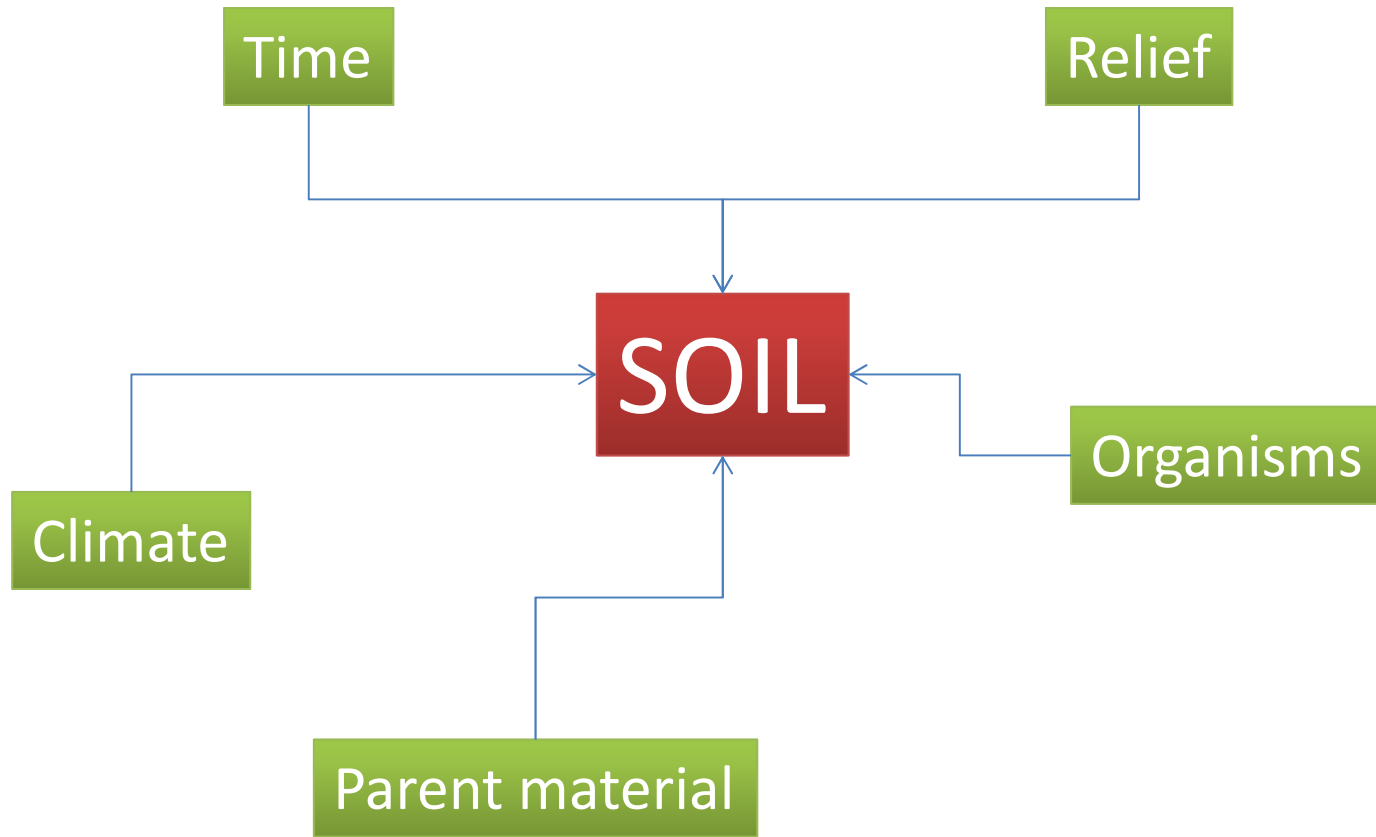 Time
Relief
SOIL
Organisms
Climate
Parent material